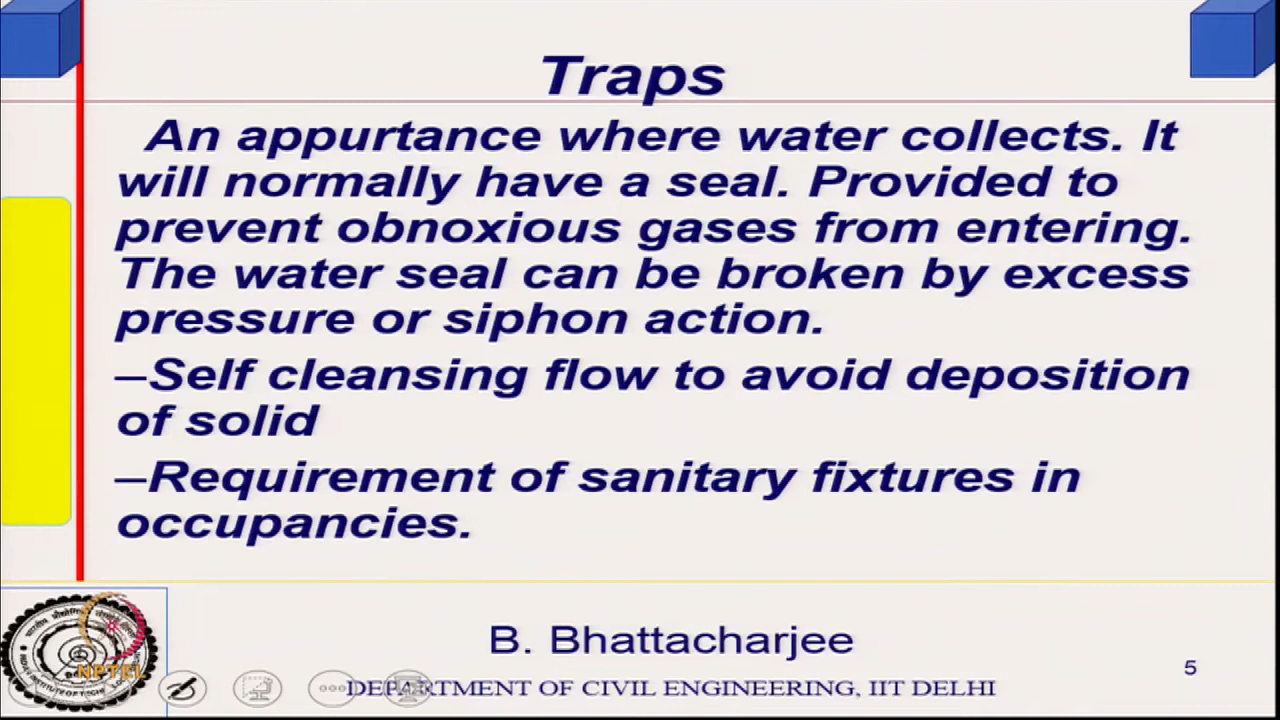 Traps
An appurtance where water collects. It
will normally have a seal. Provided to
prevent obnoxious gases from entering.
The water seal can be broken by excess
pressure or siphon action.
–Self cleansing flow to avoid deposition
of solid
–Requirement of sanitary fixtures in
occupancies.
B. Bhattacharjee
5
NPTEL
DEPARTMENT OF CIVIL ENGINEERING, IIT DELHI